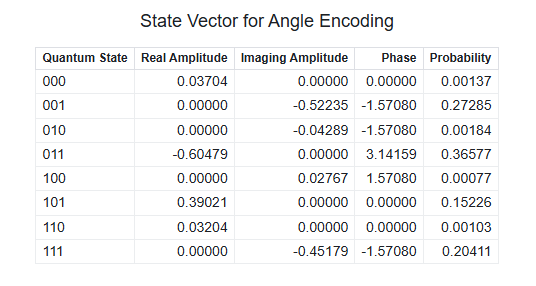 State Vector for Angle Encoding
Quantum State Real Amplitude Imaging Amplitude Phase Probability
000 0.03704 0.00000 0.00000 0.00137
001 0.00000 -0.52235 -1.57080 0.27285
010 0.00000 -0.04289 -1.57080 0.00184
011 -0.60479 0.00000 3.14159 0.36577
100 0.00000 0.02767 1.57080 0.00077
101 0.39021 0.00000 0.00000 0.15226
110 0.03204 0.00000 0.00000 0.00103
111 0.00000 -0.45179 -1.57080 0.20411